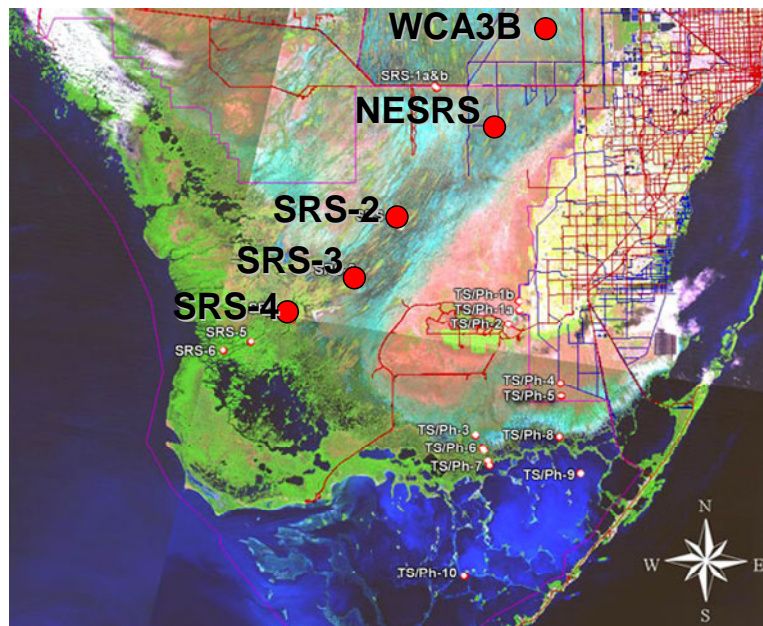 WCA3B
SRS-1a&b
NESRS
SRS-2
SRS-3
SRS-4
TS/Ph-1b
TS/Ph-1a
TS/Ph-2
SRS-5
SRS-6
TS/Ph-4
TS/Ph-5
TS/Ph-3
TS/Ph-8
TS/Ph-6
TS/Ph-7
TS/Ph-9
TS/Ph-10
N
W
E
S